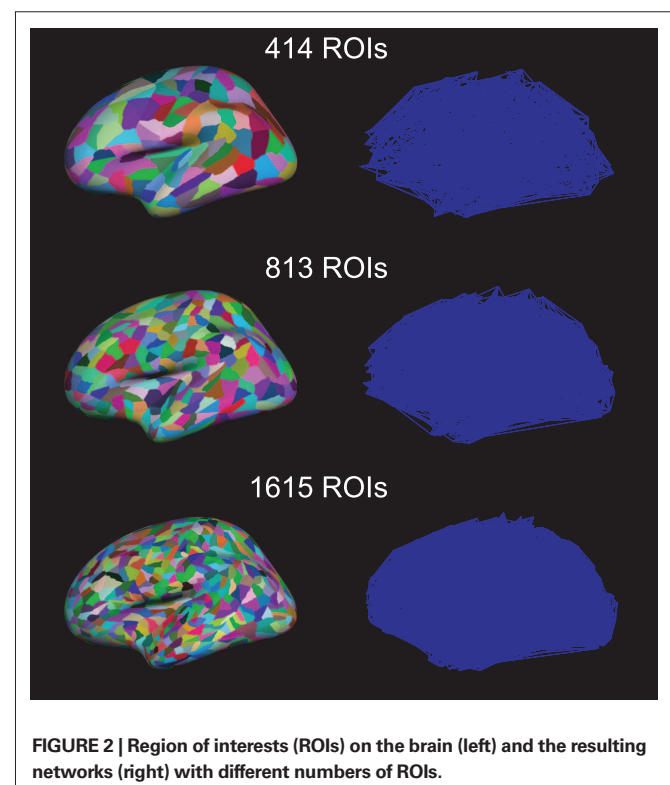 414 ROIs
813 ROIs
1615 ROIs
FIGURE 2 | Region of interests (ROIs) on the brain (left) and the resulting
networks (right) with different numbers of ROIs.